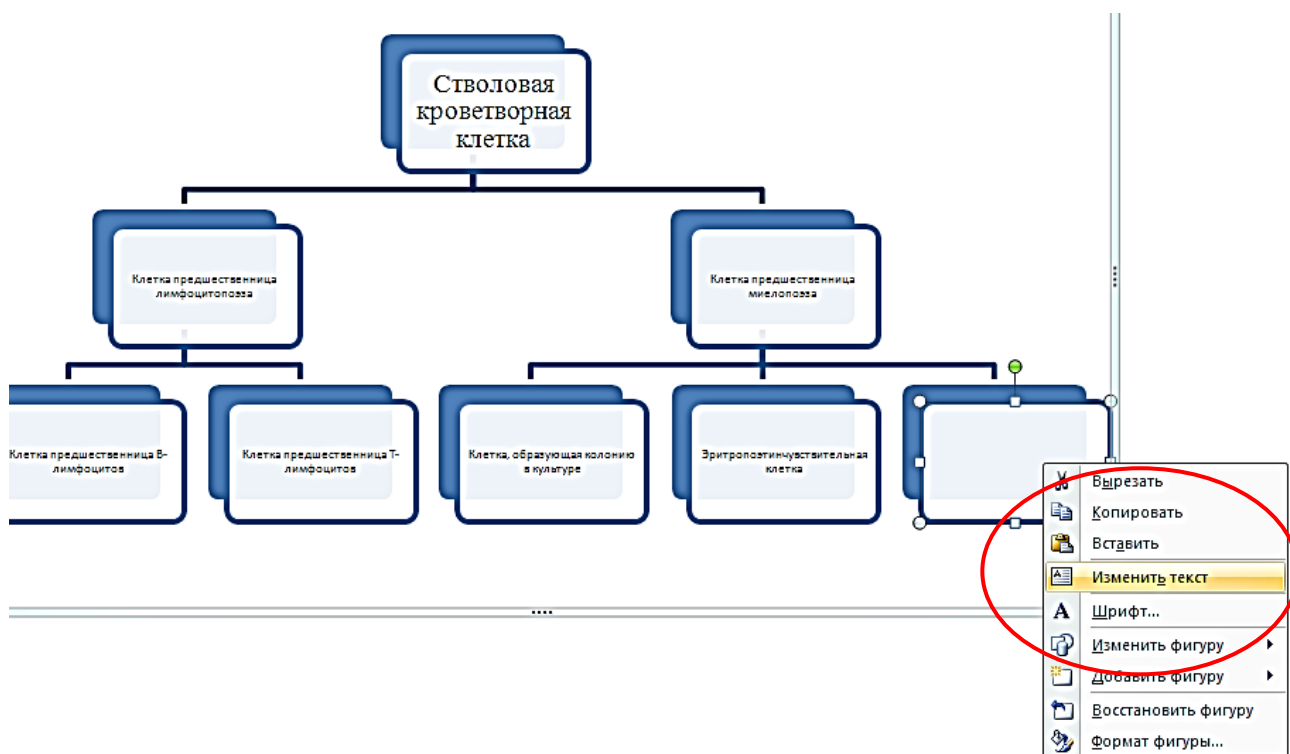 Стволовая
кроветворная
клетка
Клетка предшественница
лимфоцитопоэза
Клетка предшественница
миелопоэза
Клетка предшественница В-
лимфоцитов
Клетка предшественница Т-
лимфоцитов
Клетка, образующая колонию
в культуре
Эритропоэтинчувствительная
клетка
Вырезать
Копировать
Вставить
Изменить текст
Шрифт...
Изменить фигуру
Добавить фигуру
Восстановить фигуру
Формат фигуры...